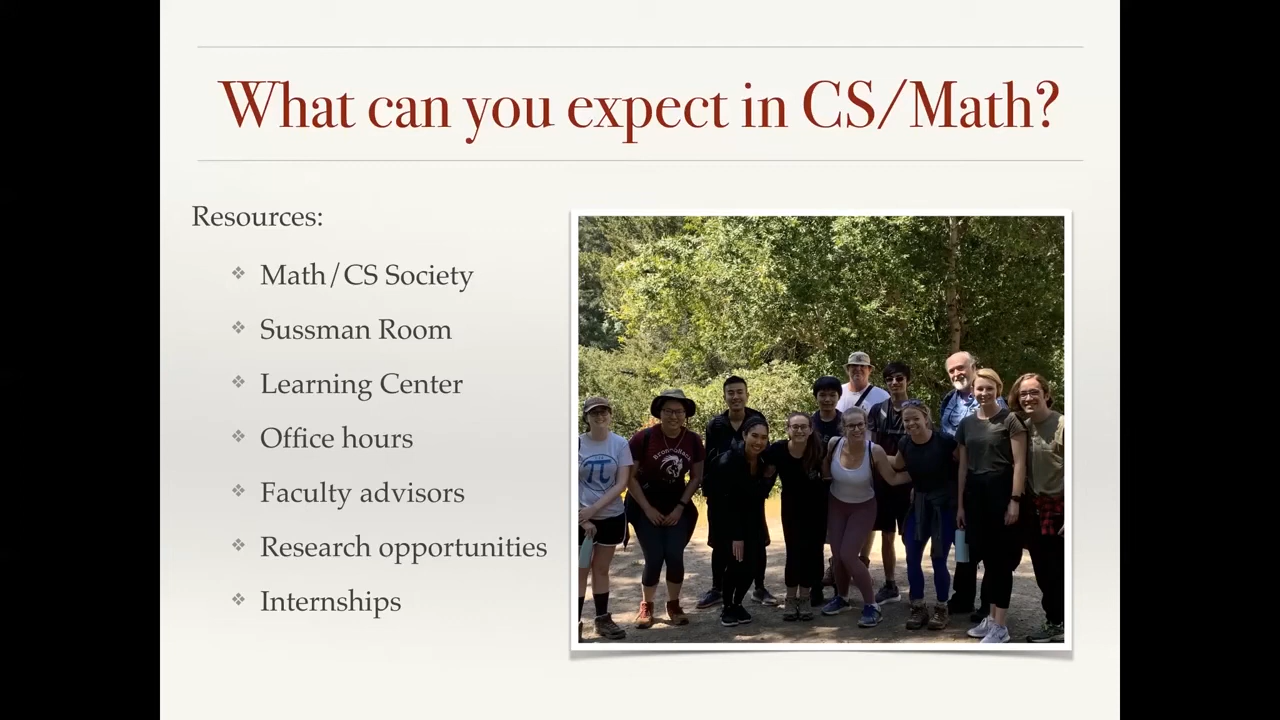 What can you expect in CS/Math?
Resources:
Math/CS Society
Sussman Room
Learning Center
Office hours
Faculty advisors
Research opportunities
Internships
π